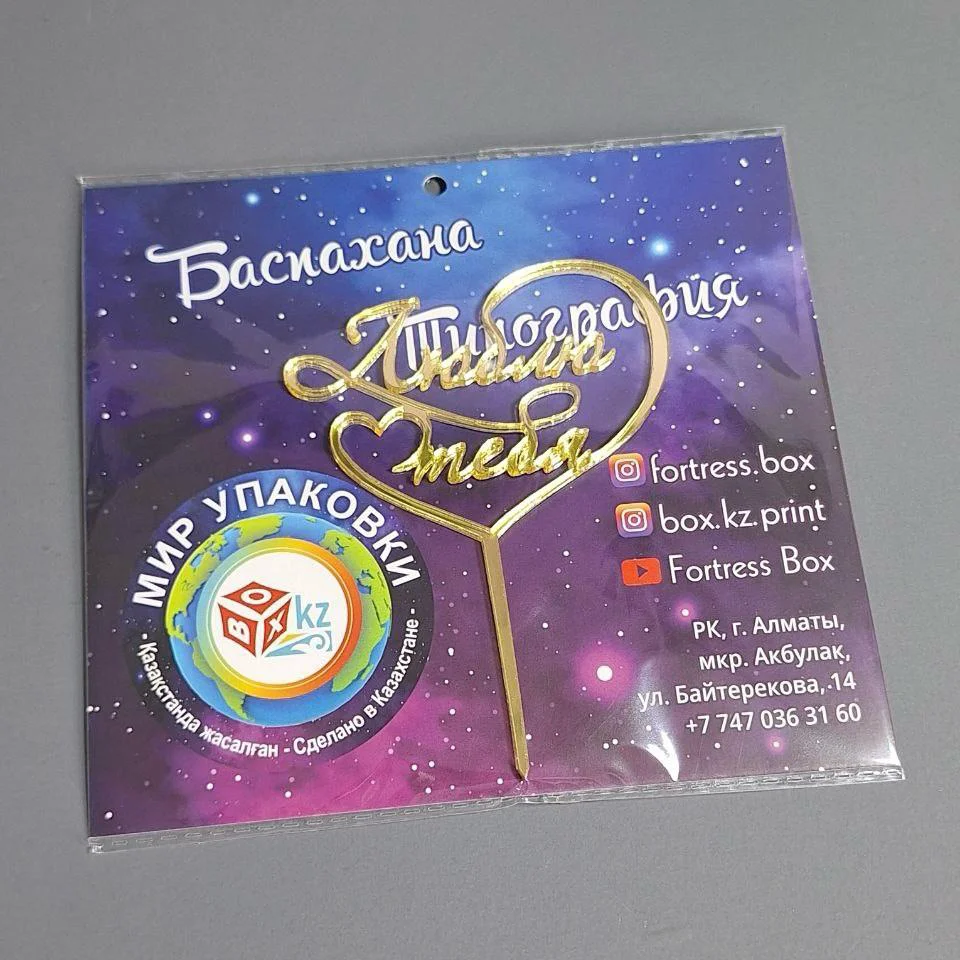 Баспахана
Типография
Люблю
тебя
МИР УПАКОВКИ
BOX kz
- Қазақстанда жасалған - Сделано в Казахстане -
fortress.box
box.kz.print
Fortress Box
РК, г. Алматы,
мкр. Акбулак,
ул. Байтерекова, 14
+7 747 036 31 60